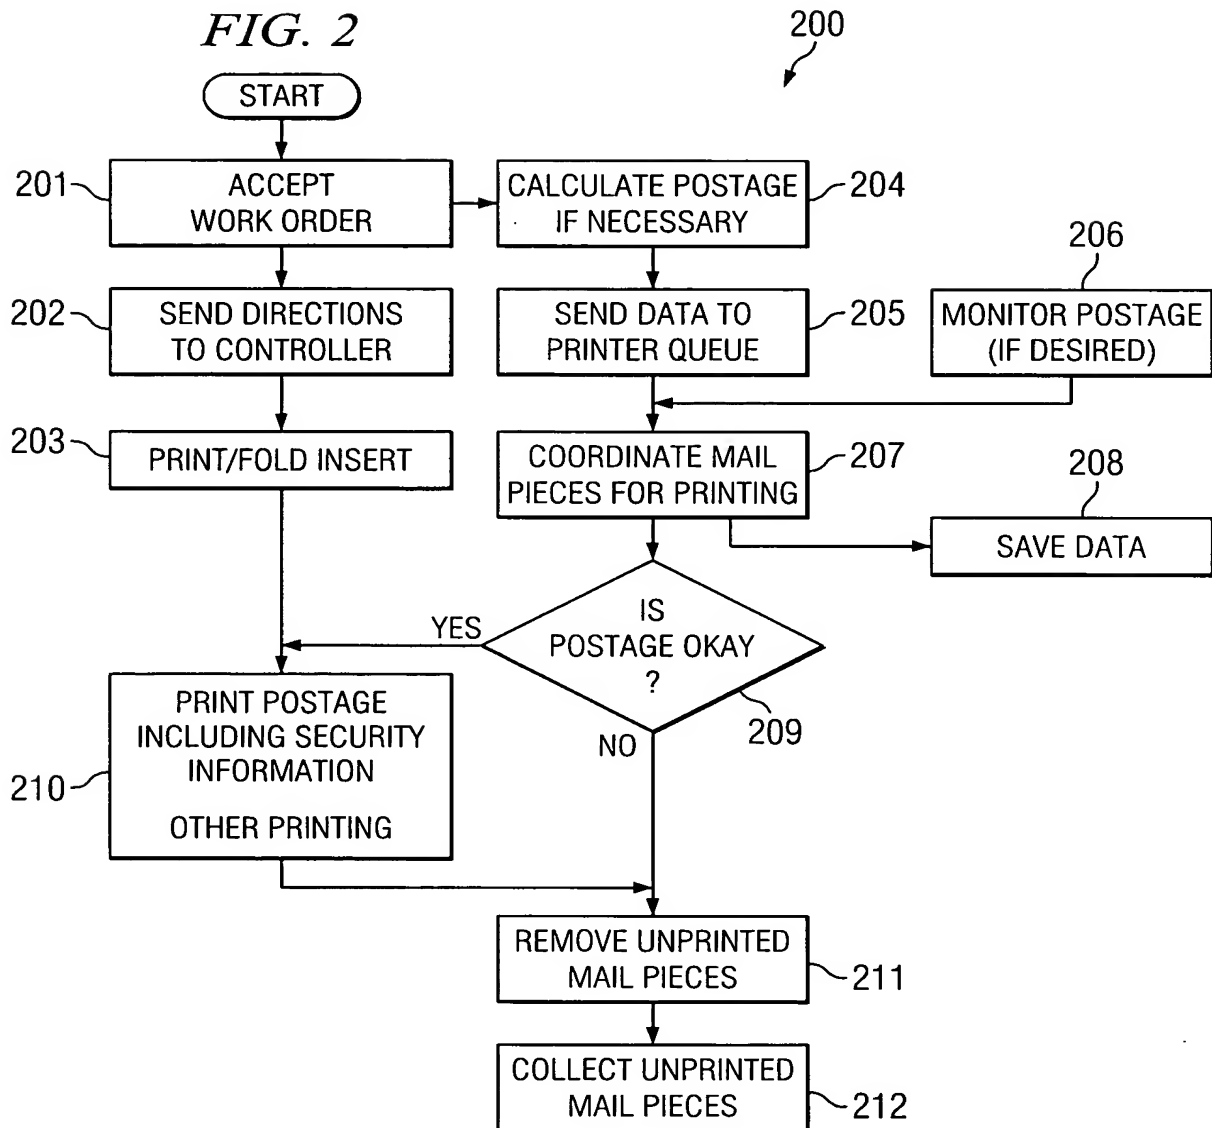 FIG. 2
200
START
201
ACCEPT
WORK ORDER
CALCULATE POSTAGE
IF NECESSARY
204
202
SEND DIRECTIONS
TO CONTROLLER
SEND DATA TO
PRINTER QUEUE
205
206
MONITOR POSTAGE
(IF DESIRED)
203
PRINT/FOLD INSERT
COORDINATE MAIL
PIECES FOR PRINTING
207
208
SAVE DATA
IS
POSTAGE OKAY
?
YES
NO
209
210
PRINT POSTAGE
INCLUDING SECURITY
INFORMATION
OTHER PRINTING
REMOVE UNPRINTED
MAIL PIECES
211
COLLECT UNPRINTED
MAIL PIECES
212